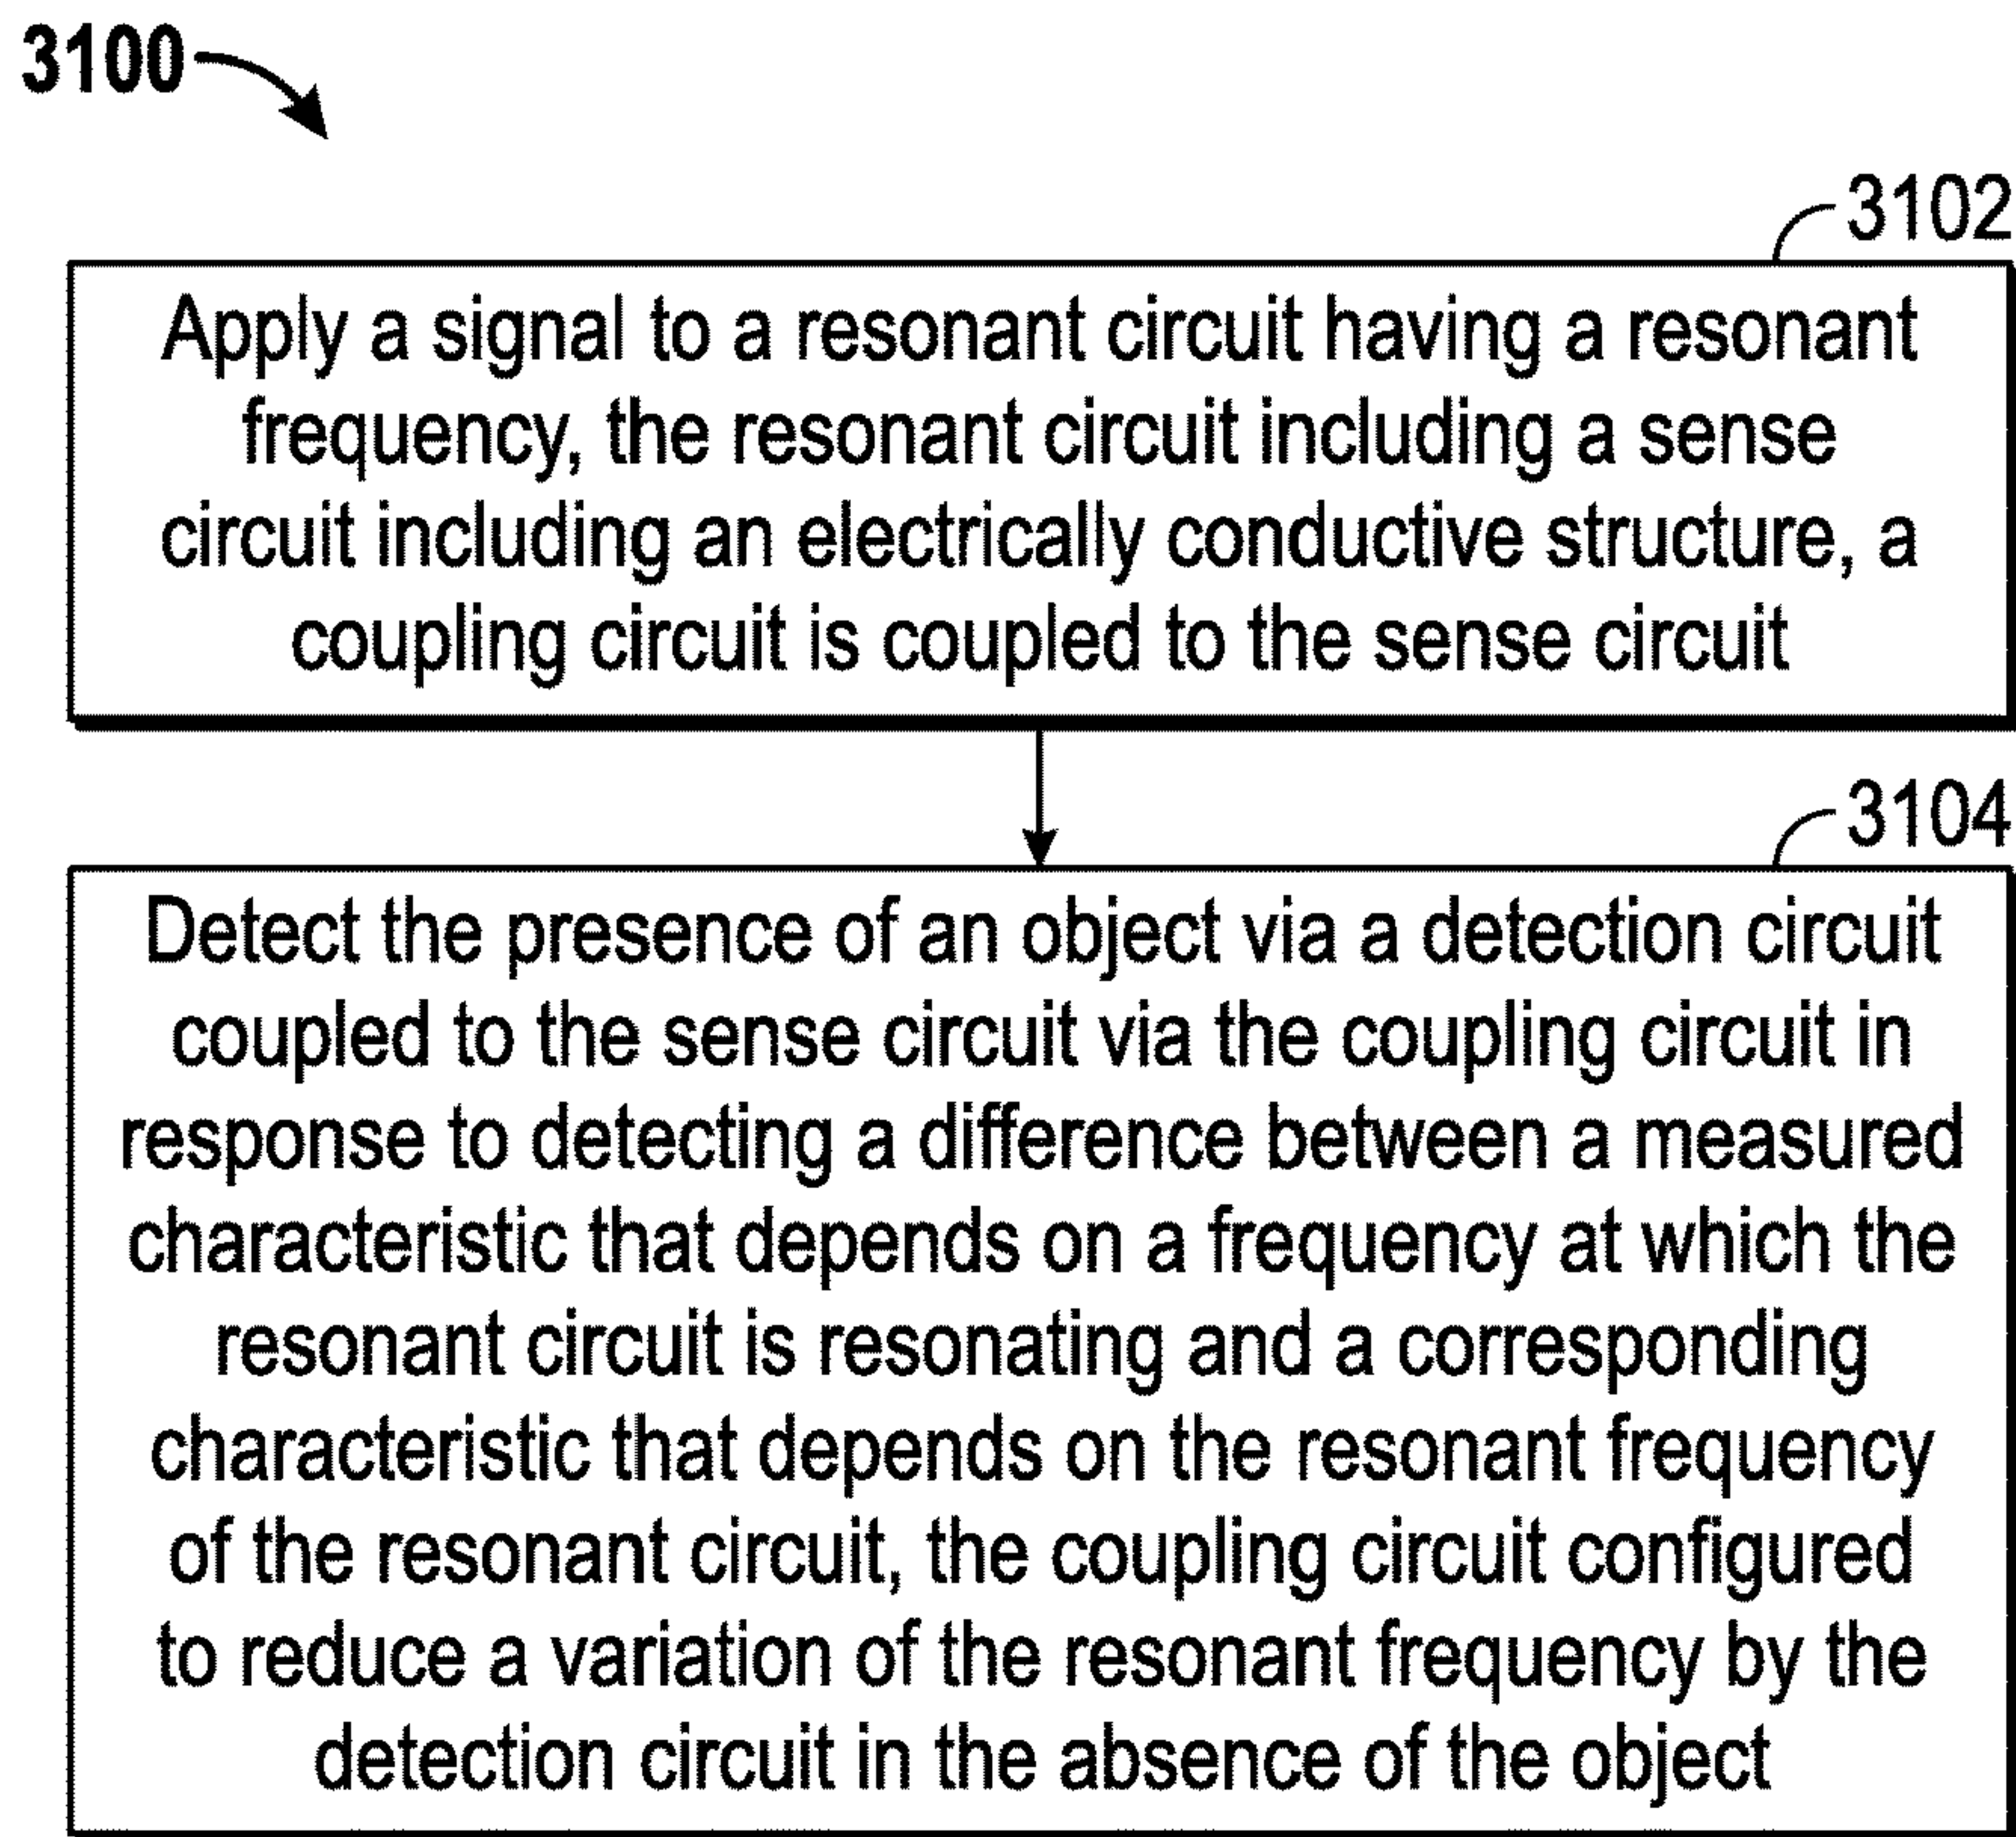 3100
3102
Apply a signal to a resonant circuit having a resonant
frequency, the resonant circuit including a sense
circuit including an electrically conductive structure, a
coupling circuit is coupled to the sense circuit
3104
Detect the presence of an object via a detection circuit
coupled to the sense circuit via the coupling circuit in
response to detecting a difference between a measured
characteristic that depends on a frequency at which the
resonant circuit is resonating and a corresponding
characteristic that depends on the resonant frequency
of the resonant circuit, the coupling circuit configured
to reduce a variation of the resonant frequency by the
detection circuit in the absence of the object